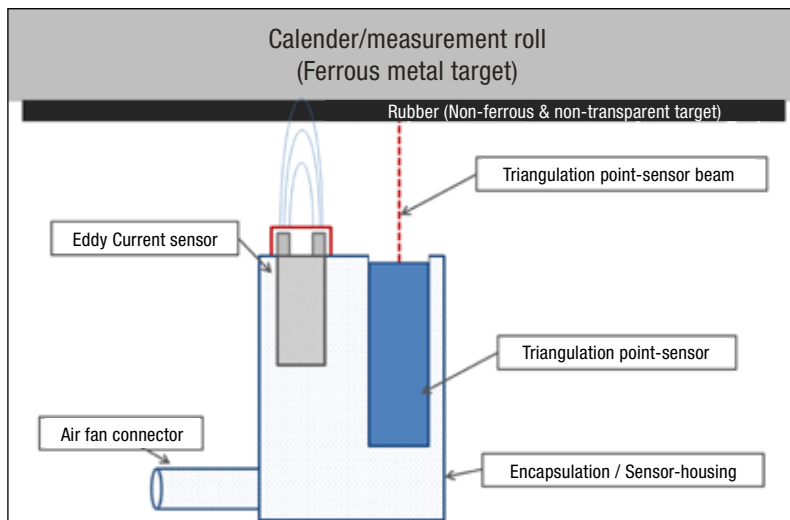 Calender/measurement roll
(Ferrous metal target)
Rubber (Non-ferrous & non-transparent target)
Triangulation point-sensor beam
Eddy Current sensor
Triangulation point-sensor
Air fan connector
Encapsulation / Sensor-housing